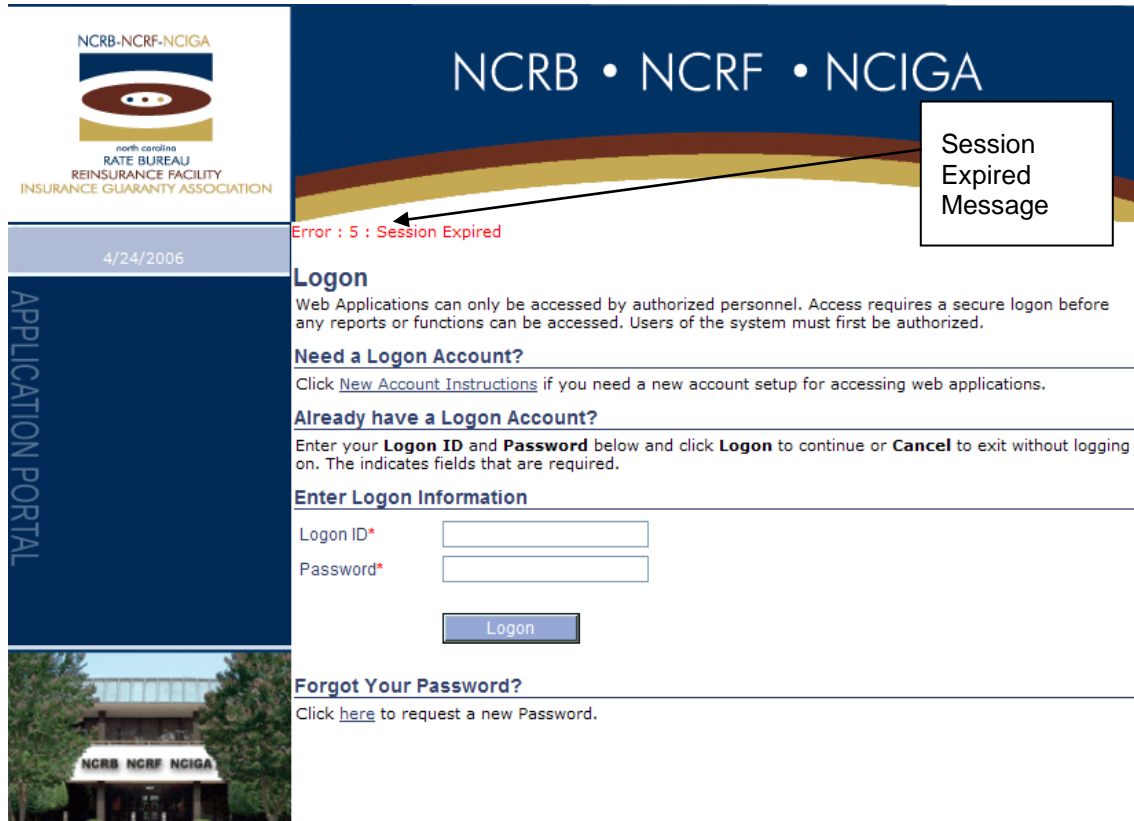 NCRB-NCRF-NCIGA
north carolina
RATE BUREAU
REINSURANCE FACILITY
INSURANCE GUARANTY ASSOCIATION
NCRB • NCRF • NCIGA
Session
Expired
Message
Error : 5 : Session Expired
4/24/2006
APPLICATION PORTAL
Logon
Web Applications can only be accessed by authorized personnel. Access requires a secure logon before
any reports or functions can be accessed. Users of the system must first be authorized.
Need a Logon Account?
Click New Account Instructions if you need a new account setup for accessing web applications.
Already have a Logon Account?
Enter your Logon ID and Password below and click Logon to continue or Cancel to exit without logging
on. The indicates fields that are required.
Enter Logon Information
Logon ID*
Password*
Logon
Forgot Your Password?
Click here to request a new Password.
NCRB NCRF NCIGA